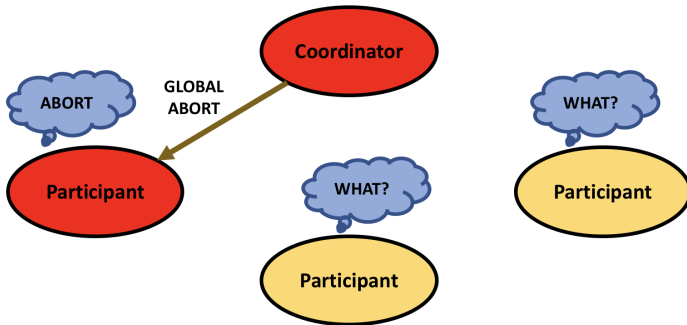 Coordinator
GLOBAL
ABORT
ABORT
WHAT?
Participant
WHAT?
Participant
Participant